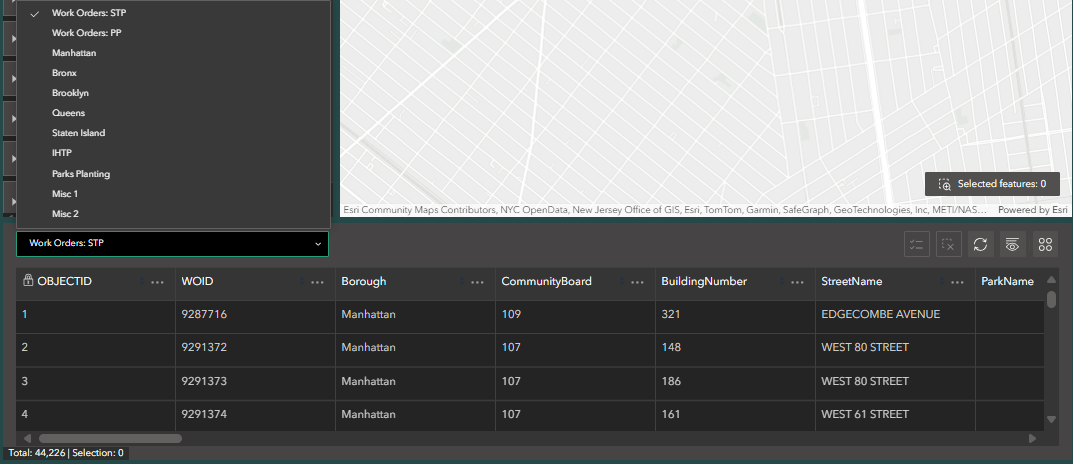 Work Orders: STP
Work Orders: PP
Manhattan
Bronx
Brooklyn
Queens
Staten Island
IHTP
Parks Planting
Misc 1
Misc 2
Selected features: 0
Esri Community Maps Contributors, NYC OpenData, New Jersey Office of GIS, Esri, TomTom, Garmin, SafeGraph, GeoTechnologies, Inc, METI/NAS... Powered by Esri
Work Orders: STP
OBJECTID WOID Borough CommunityBoard BuildingNumber StreetName ParkName
1 9287716 Manhattan 109 321 EDGECOMBE AVENUE
2 9291372 Manhattan 107 148 WEST 80 STREET
3 9291373 Manhattan 107 186 WEST 80 STREET
4 9291374 Manhattan 107 161 WEST 61 STREET
Total: 44,226 | Selection: 0